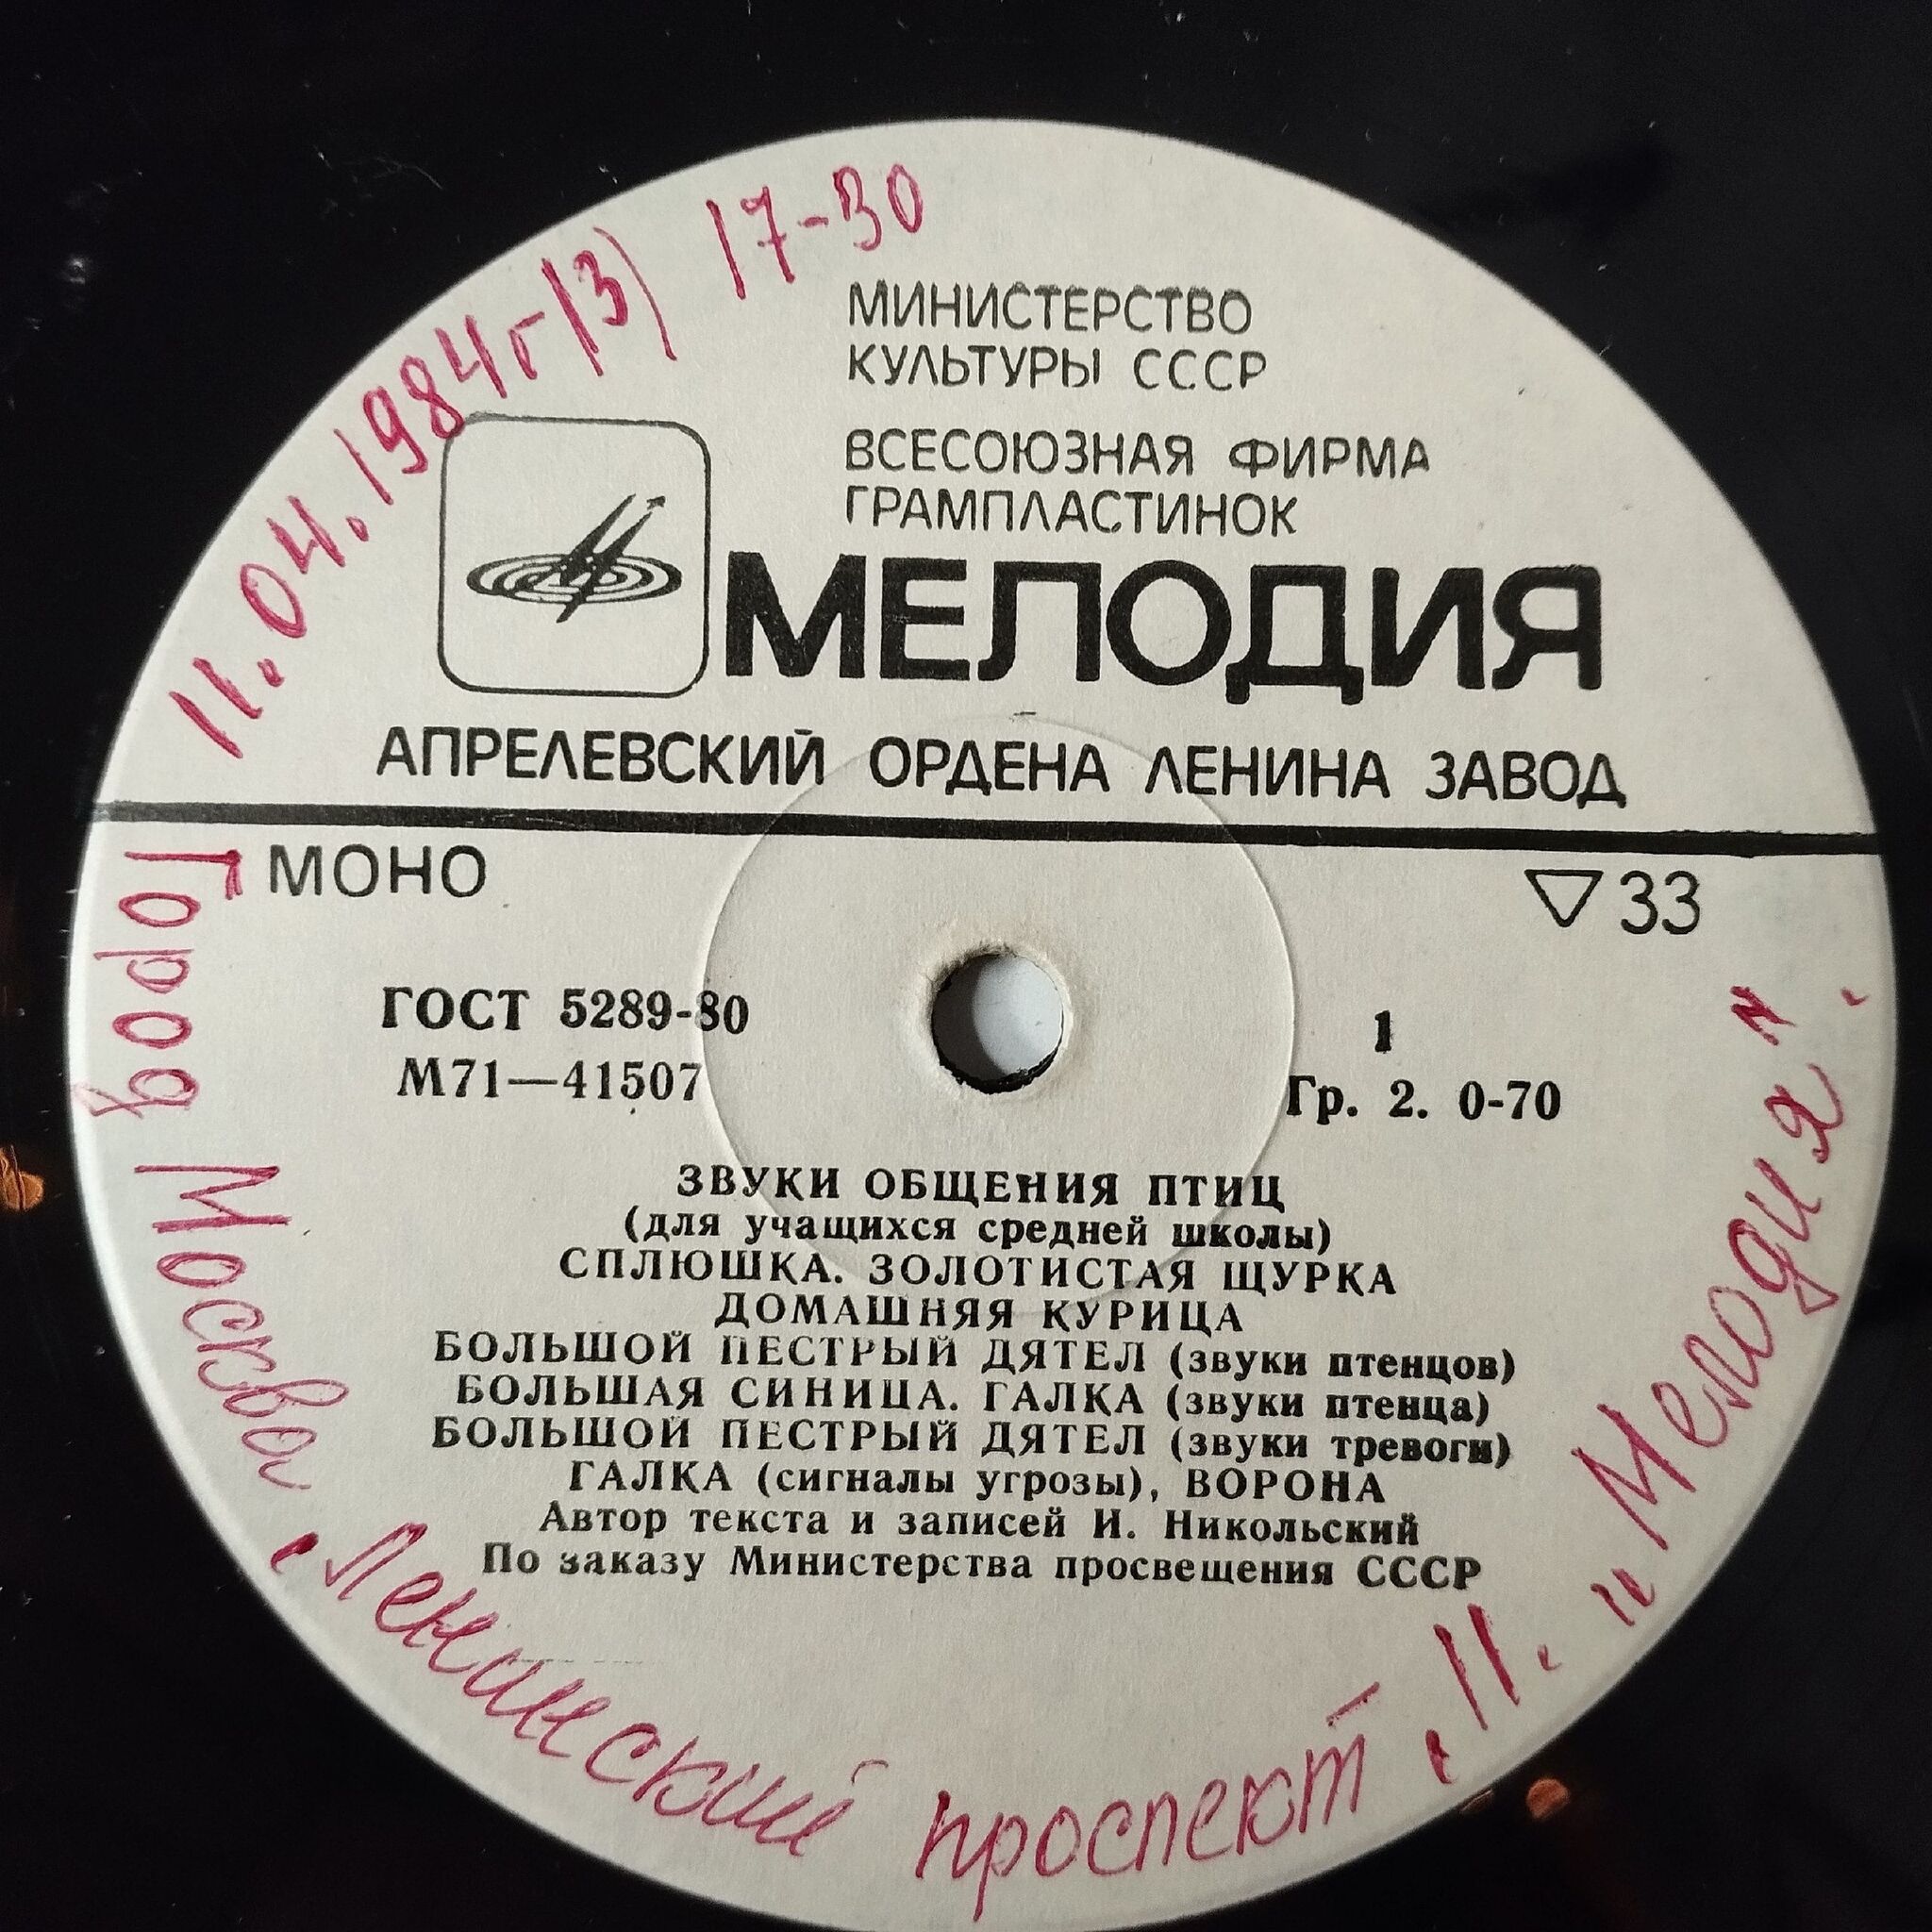 11.04.1984г (3) 17-30
МИНИСТЕРСТВО
КУЛЬТУРЫ СССР
ВСЕСОЮЗНАЯ ФИРМА
ГРАМПЛАСТИНОК
МЕЛОДИЯ
АПРЕЛЕВСКИЙ ОРДЕНА ЛЕНИНА ЗАВОД
МОНО
33
ГОСТ 5289-80
1
М71—41507
Гр. 2. 0-70
ЗВУКИ ОБЩЕНИЯ ПТИЦ
(для учащихся средней школы)
СПЛЮШКА. ЗОЛОТИСТАЯ ЩУРКА
ДОМАШНЯЯ КУРИЦА
БОЛЬШОЙ ПЕСТРЫЙ ДЯТЕЛ (звуки птенцов)
БОЛЬШАЯ СИНИЦА. ГАЛКА (звуки птенца)
БОЛЬШОЙ ПЕСТРЫЙ ДЯТЕЛ (звуки тревоги)
ГАЛКА (сигналы угрозы), ВОРОНА
Автор текста и записей И. Никольский
По заказу Министерства просвещения СССР
Город Москва, Ленинский проспект, 11. "Мелодия".